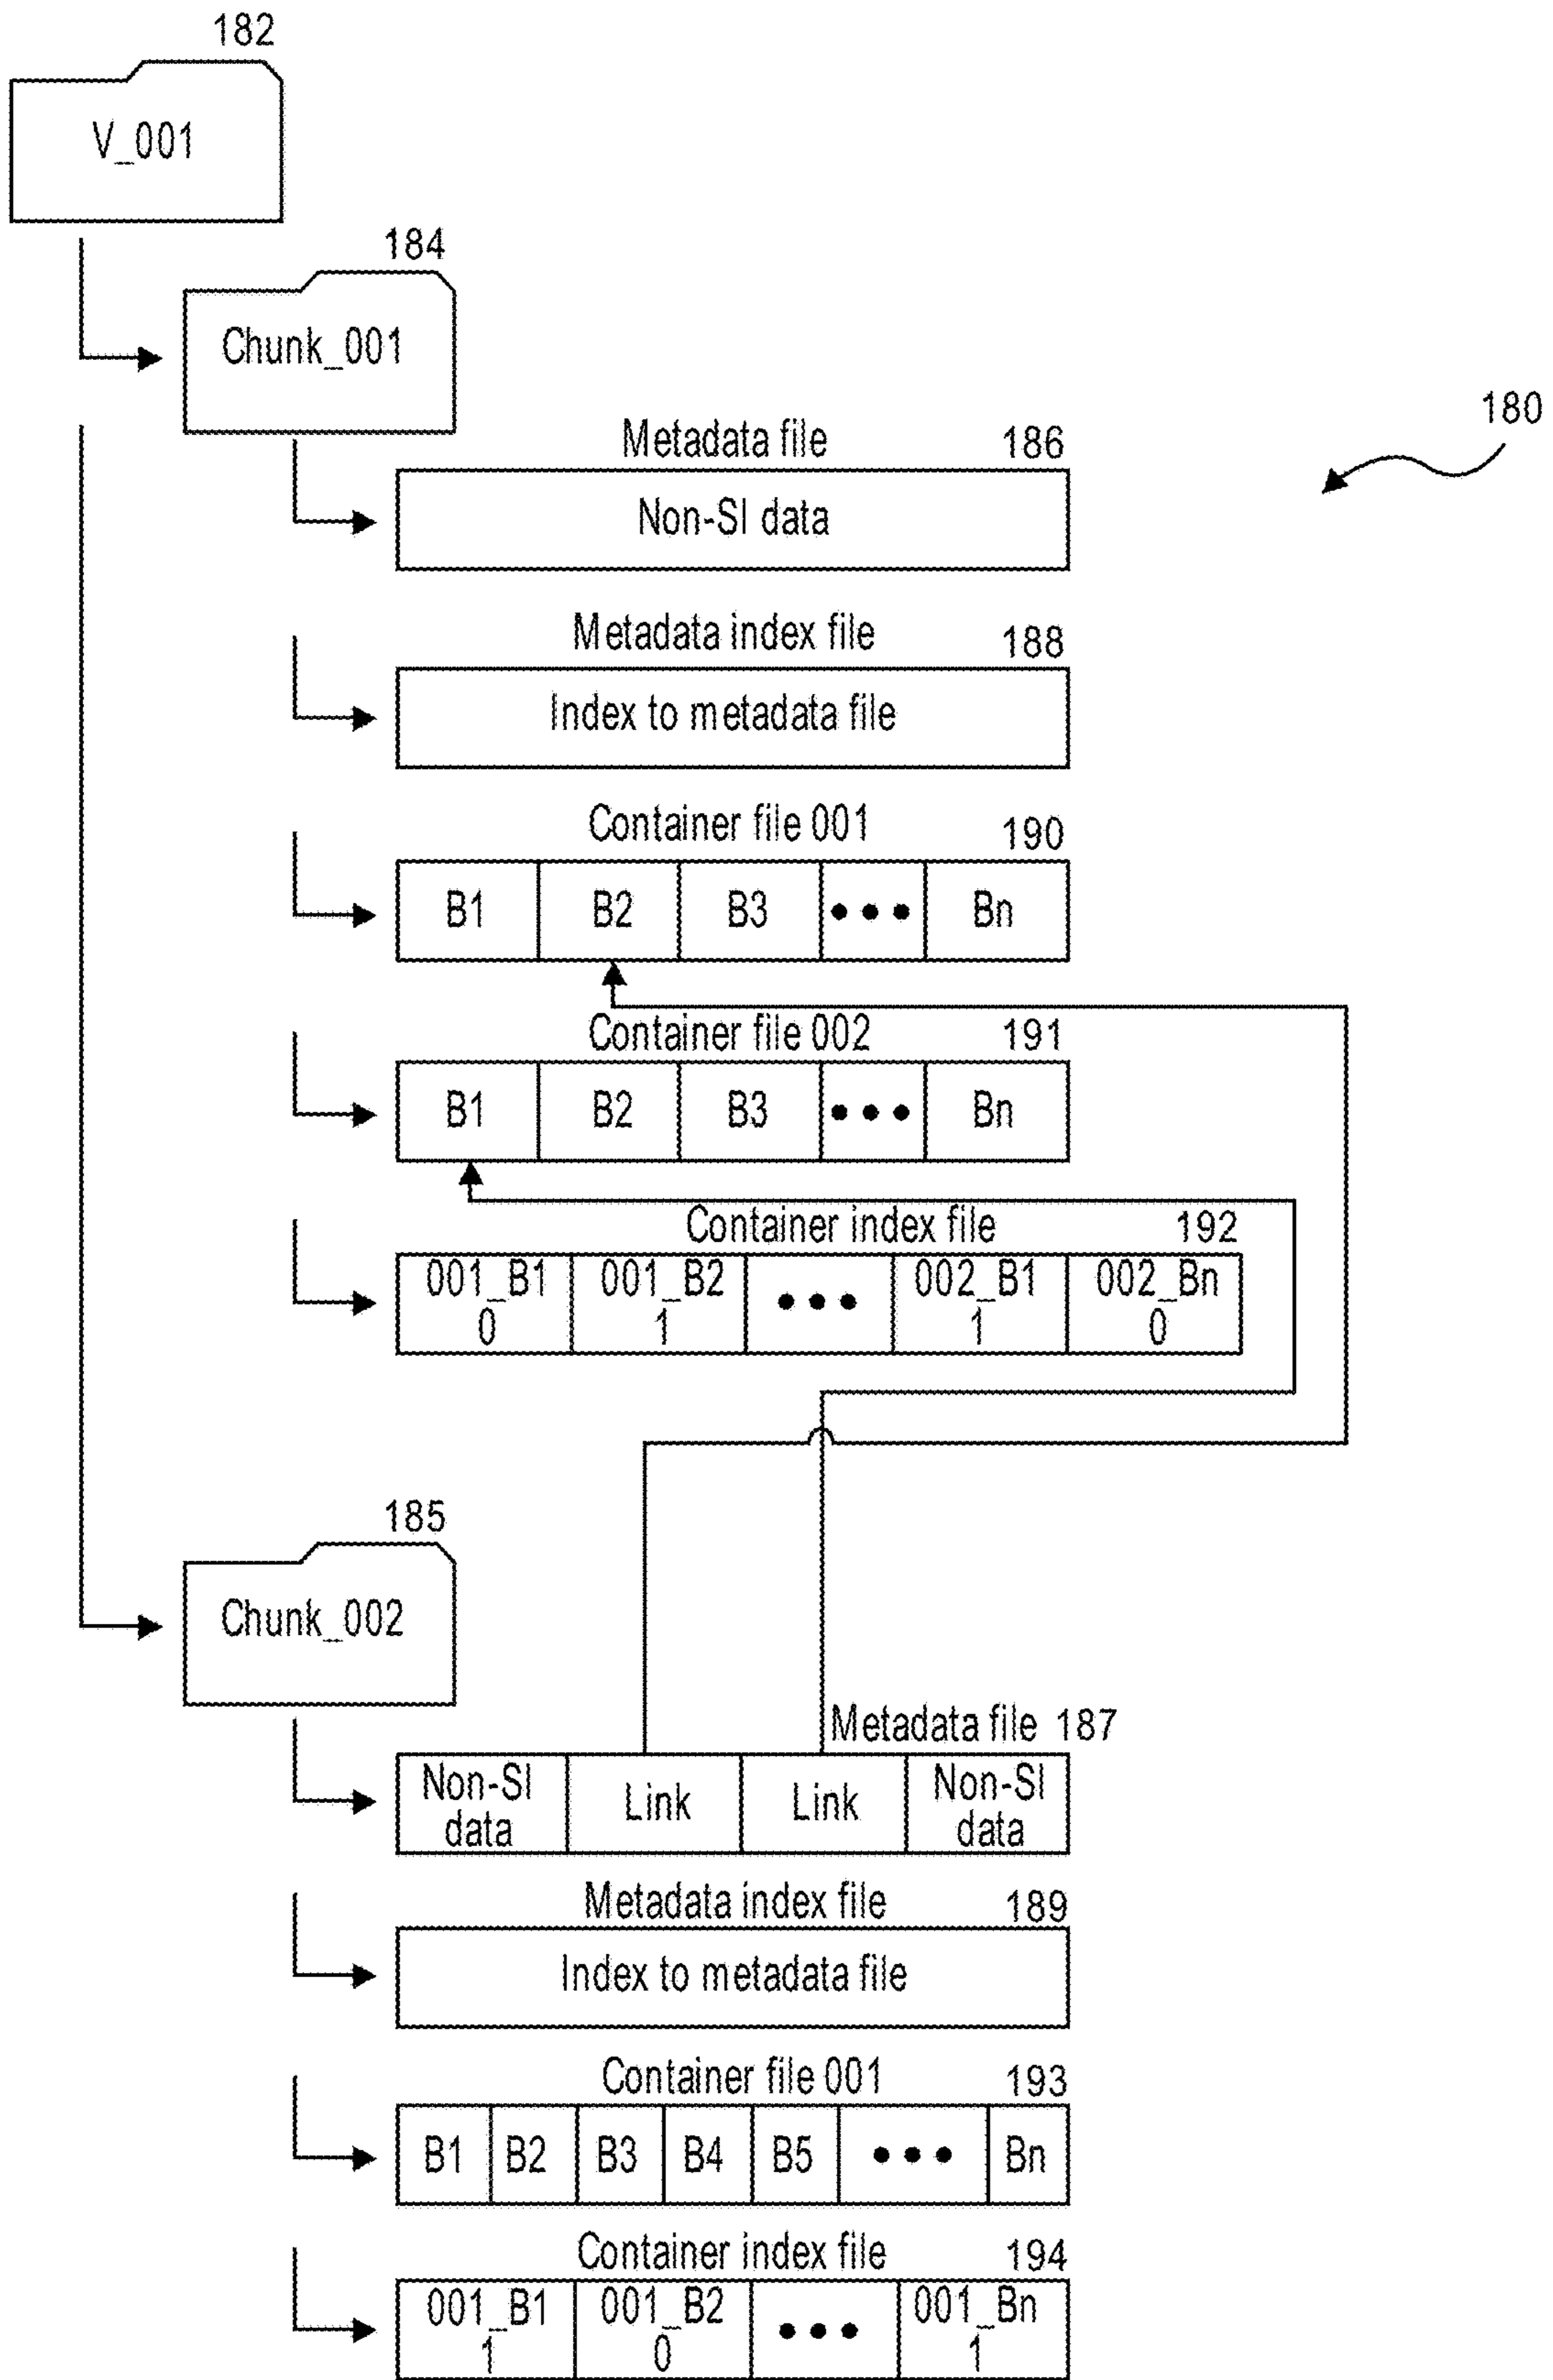 182
V_001
184
Chunk_001
180
Metadata file 186
Non-SI data
Metadata index file 188
Index to metadata file
Container file 001 190
B1 B2 B3 ••• Bn
Container file 002 191
B1 B2 B3 ••• Bn
Container index file 192
001_B1 001_B2 ••• 002_B1 002_Bn
0 1 1 0
185
Chunk_002
Metadata file 187
Non-SI Link Link Non-SI
data data
Metadata index file 189
Index to metadata file
Container file 001 193
B1 B2 B3 B4 B5 ••• Bn
Container index file 194
001_B1 001_B2 ••• 001_Bn
1 0 1